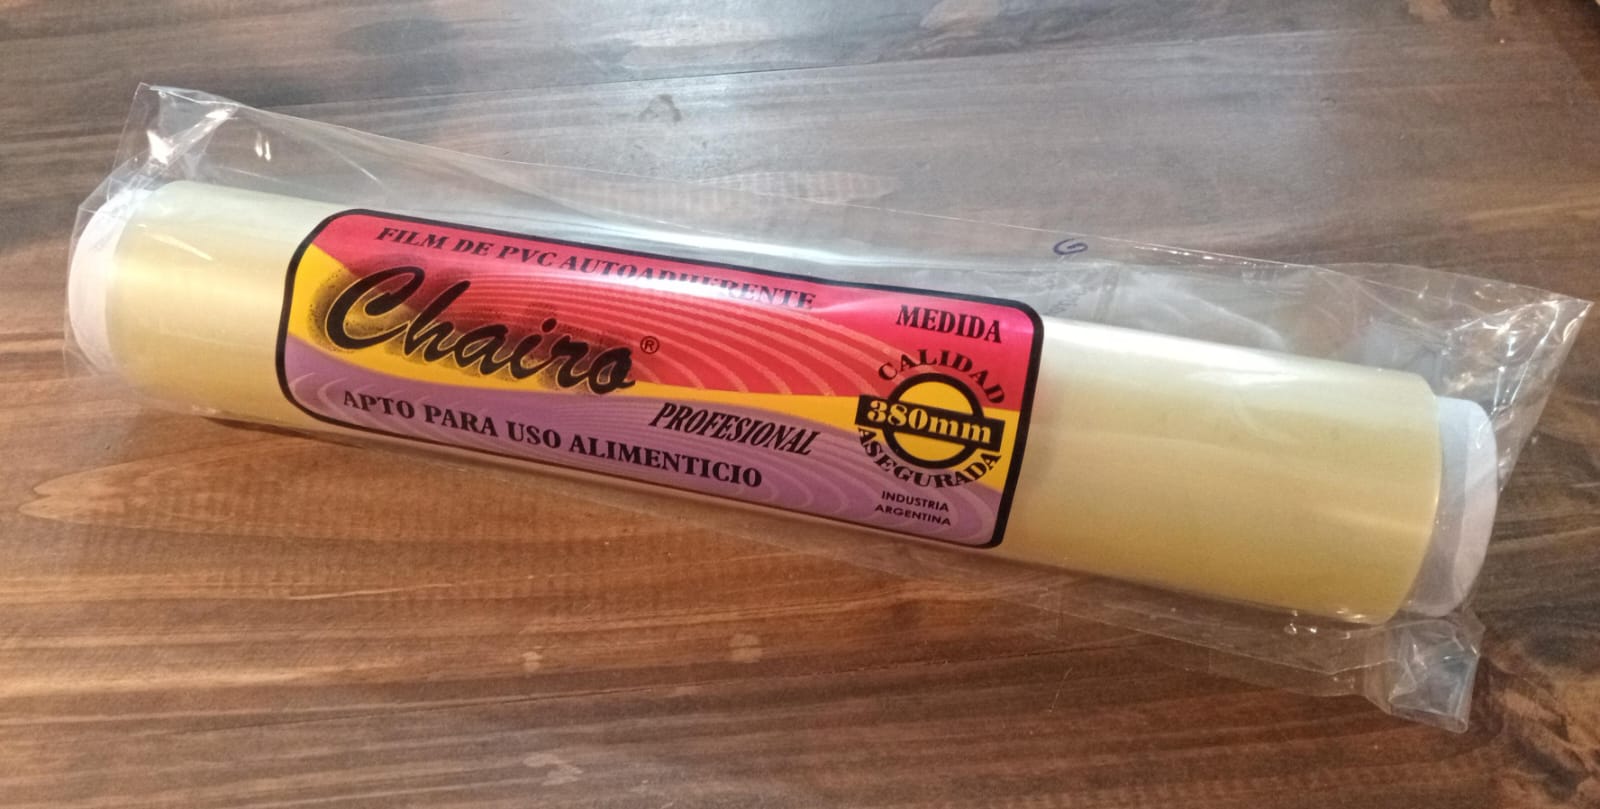 FILM DE PVC AUTOADHERENTE
Chairo®
PROFESIONAL
APTO PARA USO ALIMENTICIO
MEDIDA
CALIDAD
380mm
ASEGURADA
INDUSTRIA
ARGENTINA